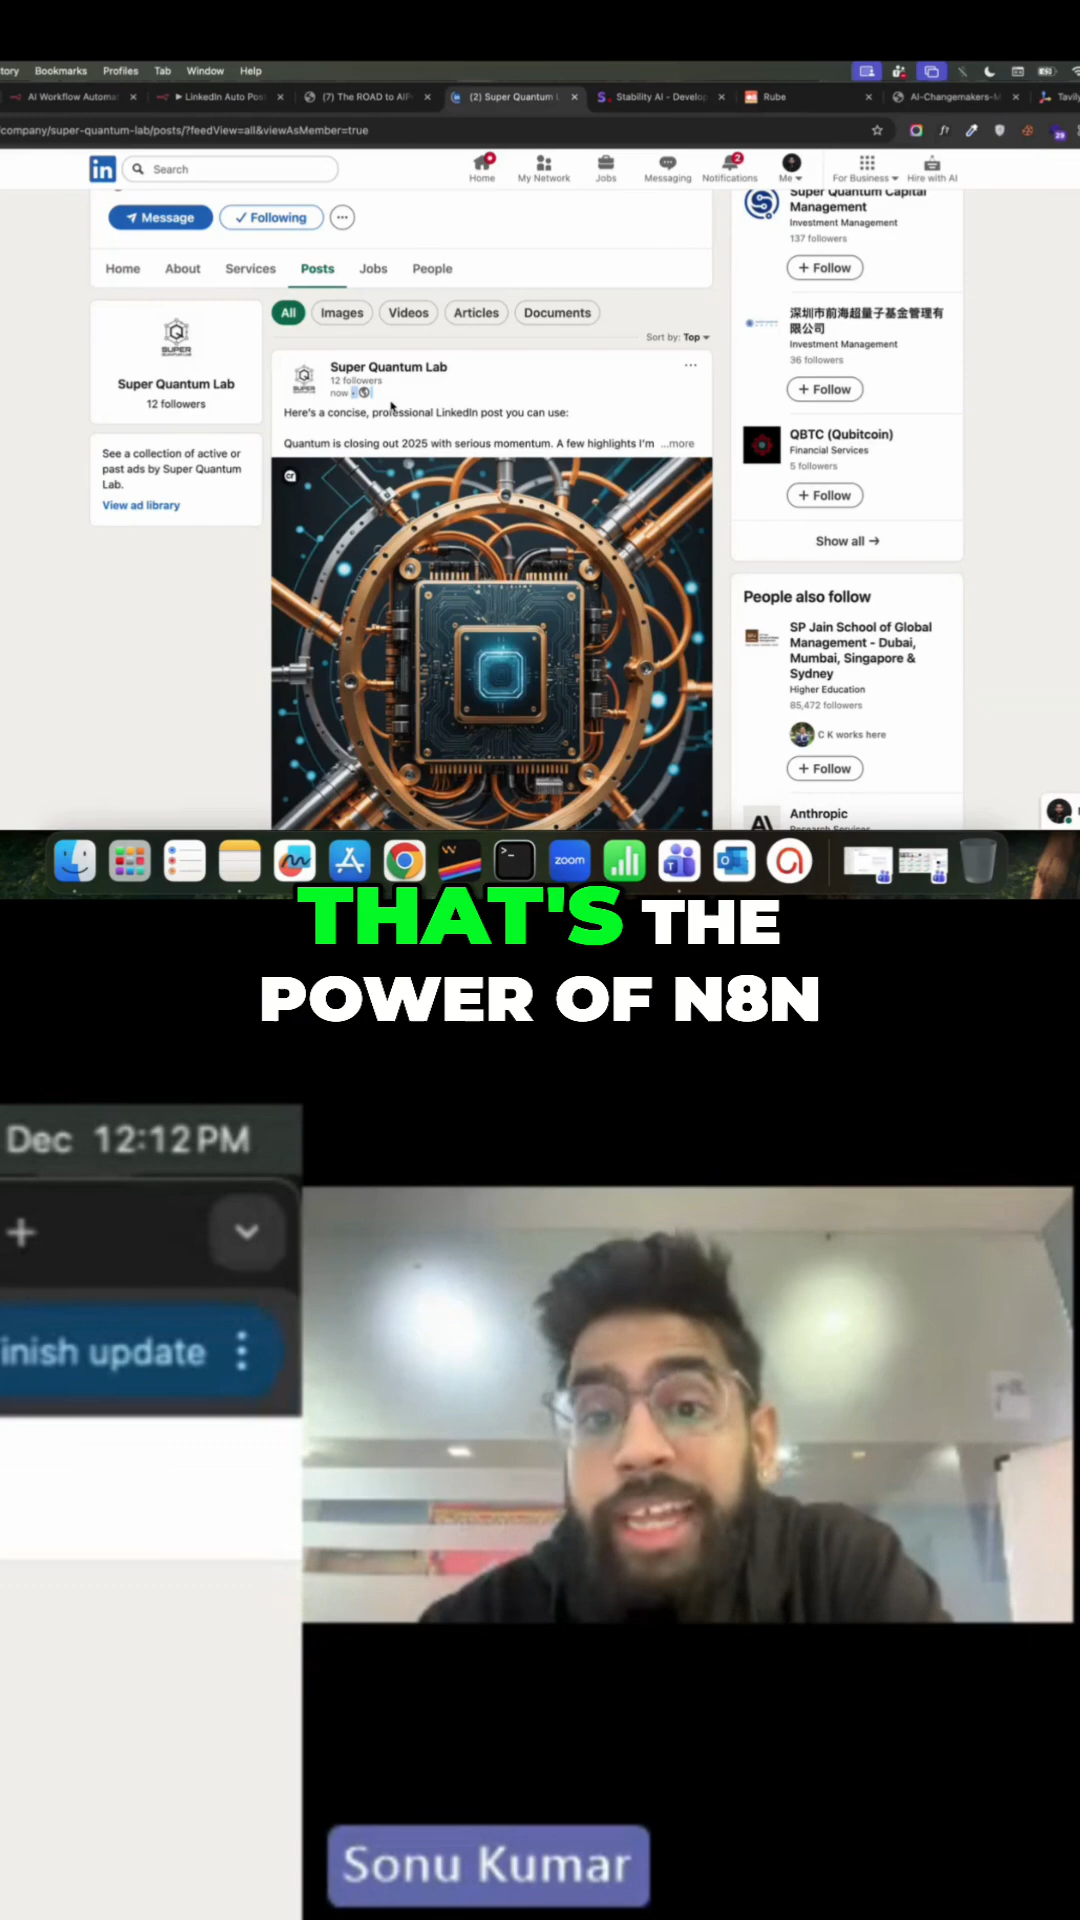 tory Bookmarks Profiles Tab Window Help
AI Workflow Automa
LinkedIn Auto Pos
(7) The ROAD to AI
(2) Super Quantum L
Stability AI - Develop
Rube
AI-Changemakers-
Tavily
/company/super-quantum-lab/posts/?feedView=all&viewAsMember=true
in
Search
Home
My Network
Jobs
Messaging
2
Notifications
Me
For Business
Hire with AI
Message
Following
Home
About
Services
Posts
Jobs
People
SUPER
Super Quantum Lab
12 followers
See a collection of active or
past ads by Super Quantum
Lab.
View ad library
All
Images
Videos
Articles
Documents
Sort by: Top
Super Quantum Lab
12 followers
now
Here's a concise, professional LinkedIn post you can use:
Quantum is closing out 2025 with serious momentum. A few highlights I'm ...more
Super Quantum Capital
Management
Investment Management
137 followers
+ Follow
深圳市前海超量子基金管理有
限公司
Investment Management
36 followers
+ Follow
QBTC (Qubitcoin)
Financial Services
5 followers
+ Follow
Show all →
People also follow
SP Jain School of Global
Management - Dubai,
Mumbai, Singapore &
Sydney
Higher Education
85,472 followers
C K works here
+ Follow
Anthropic
Research Services
zoom
THAT'S THE
POWER OF N8N
Dec 12:12 PM
inish update
Sonu Kumar